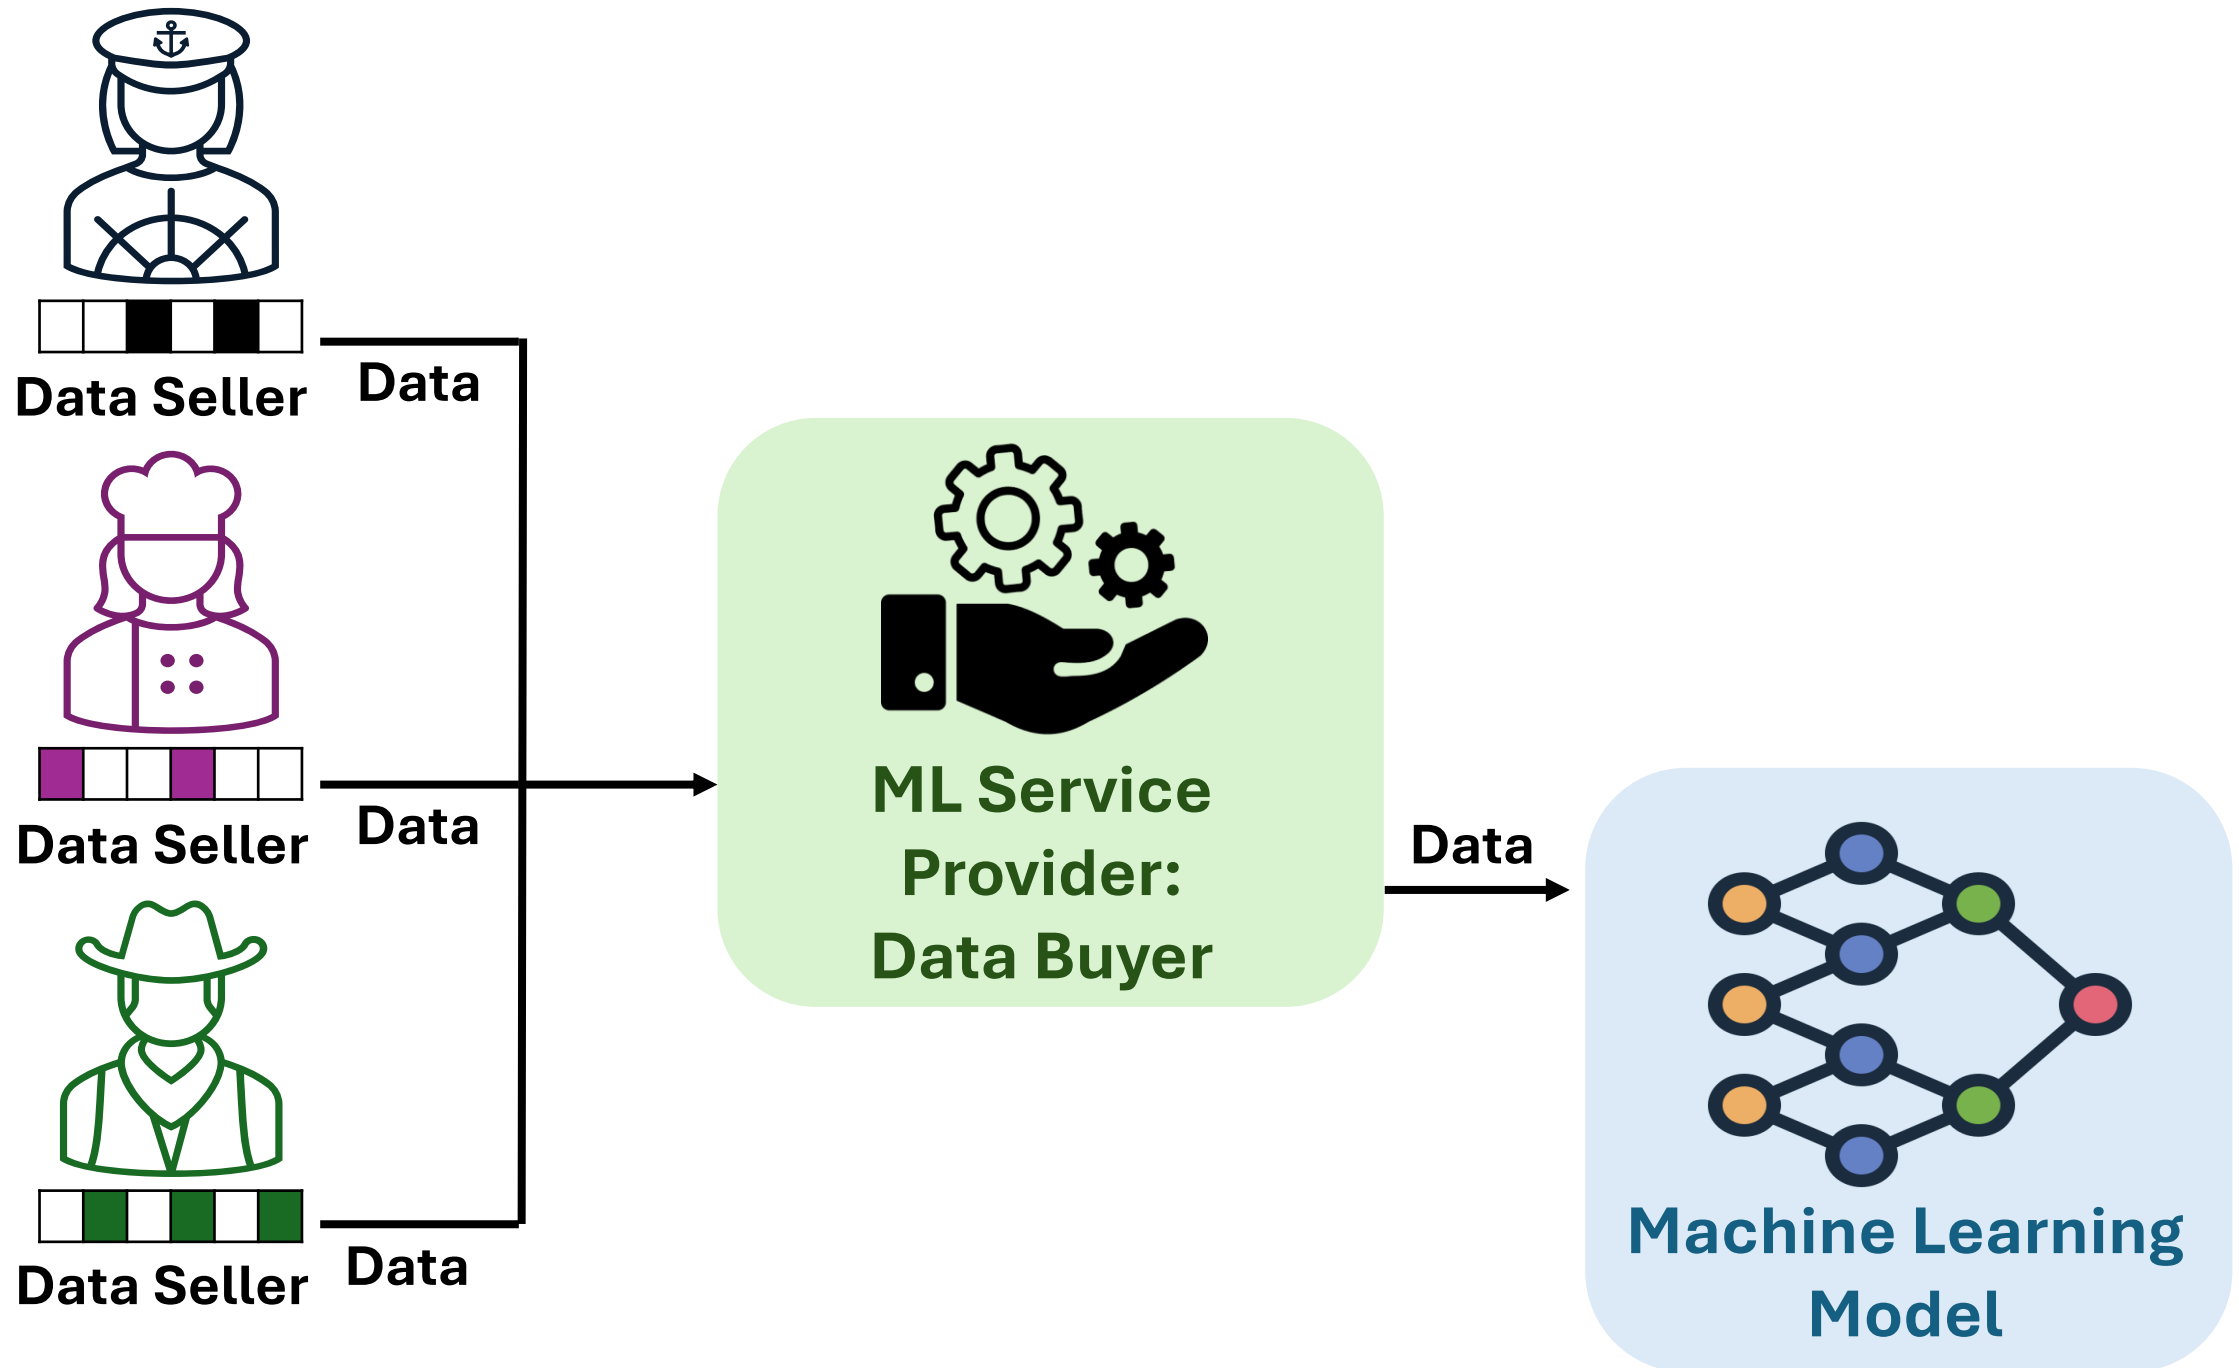 Data Seller
Data
Data Seller
Data
Data Seller
Data
ML Service
Provider:
Data Buyer
Data
Machine Learning
Model